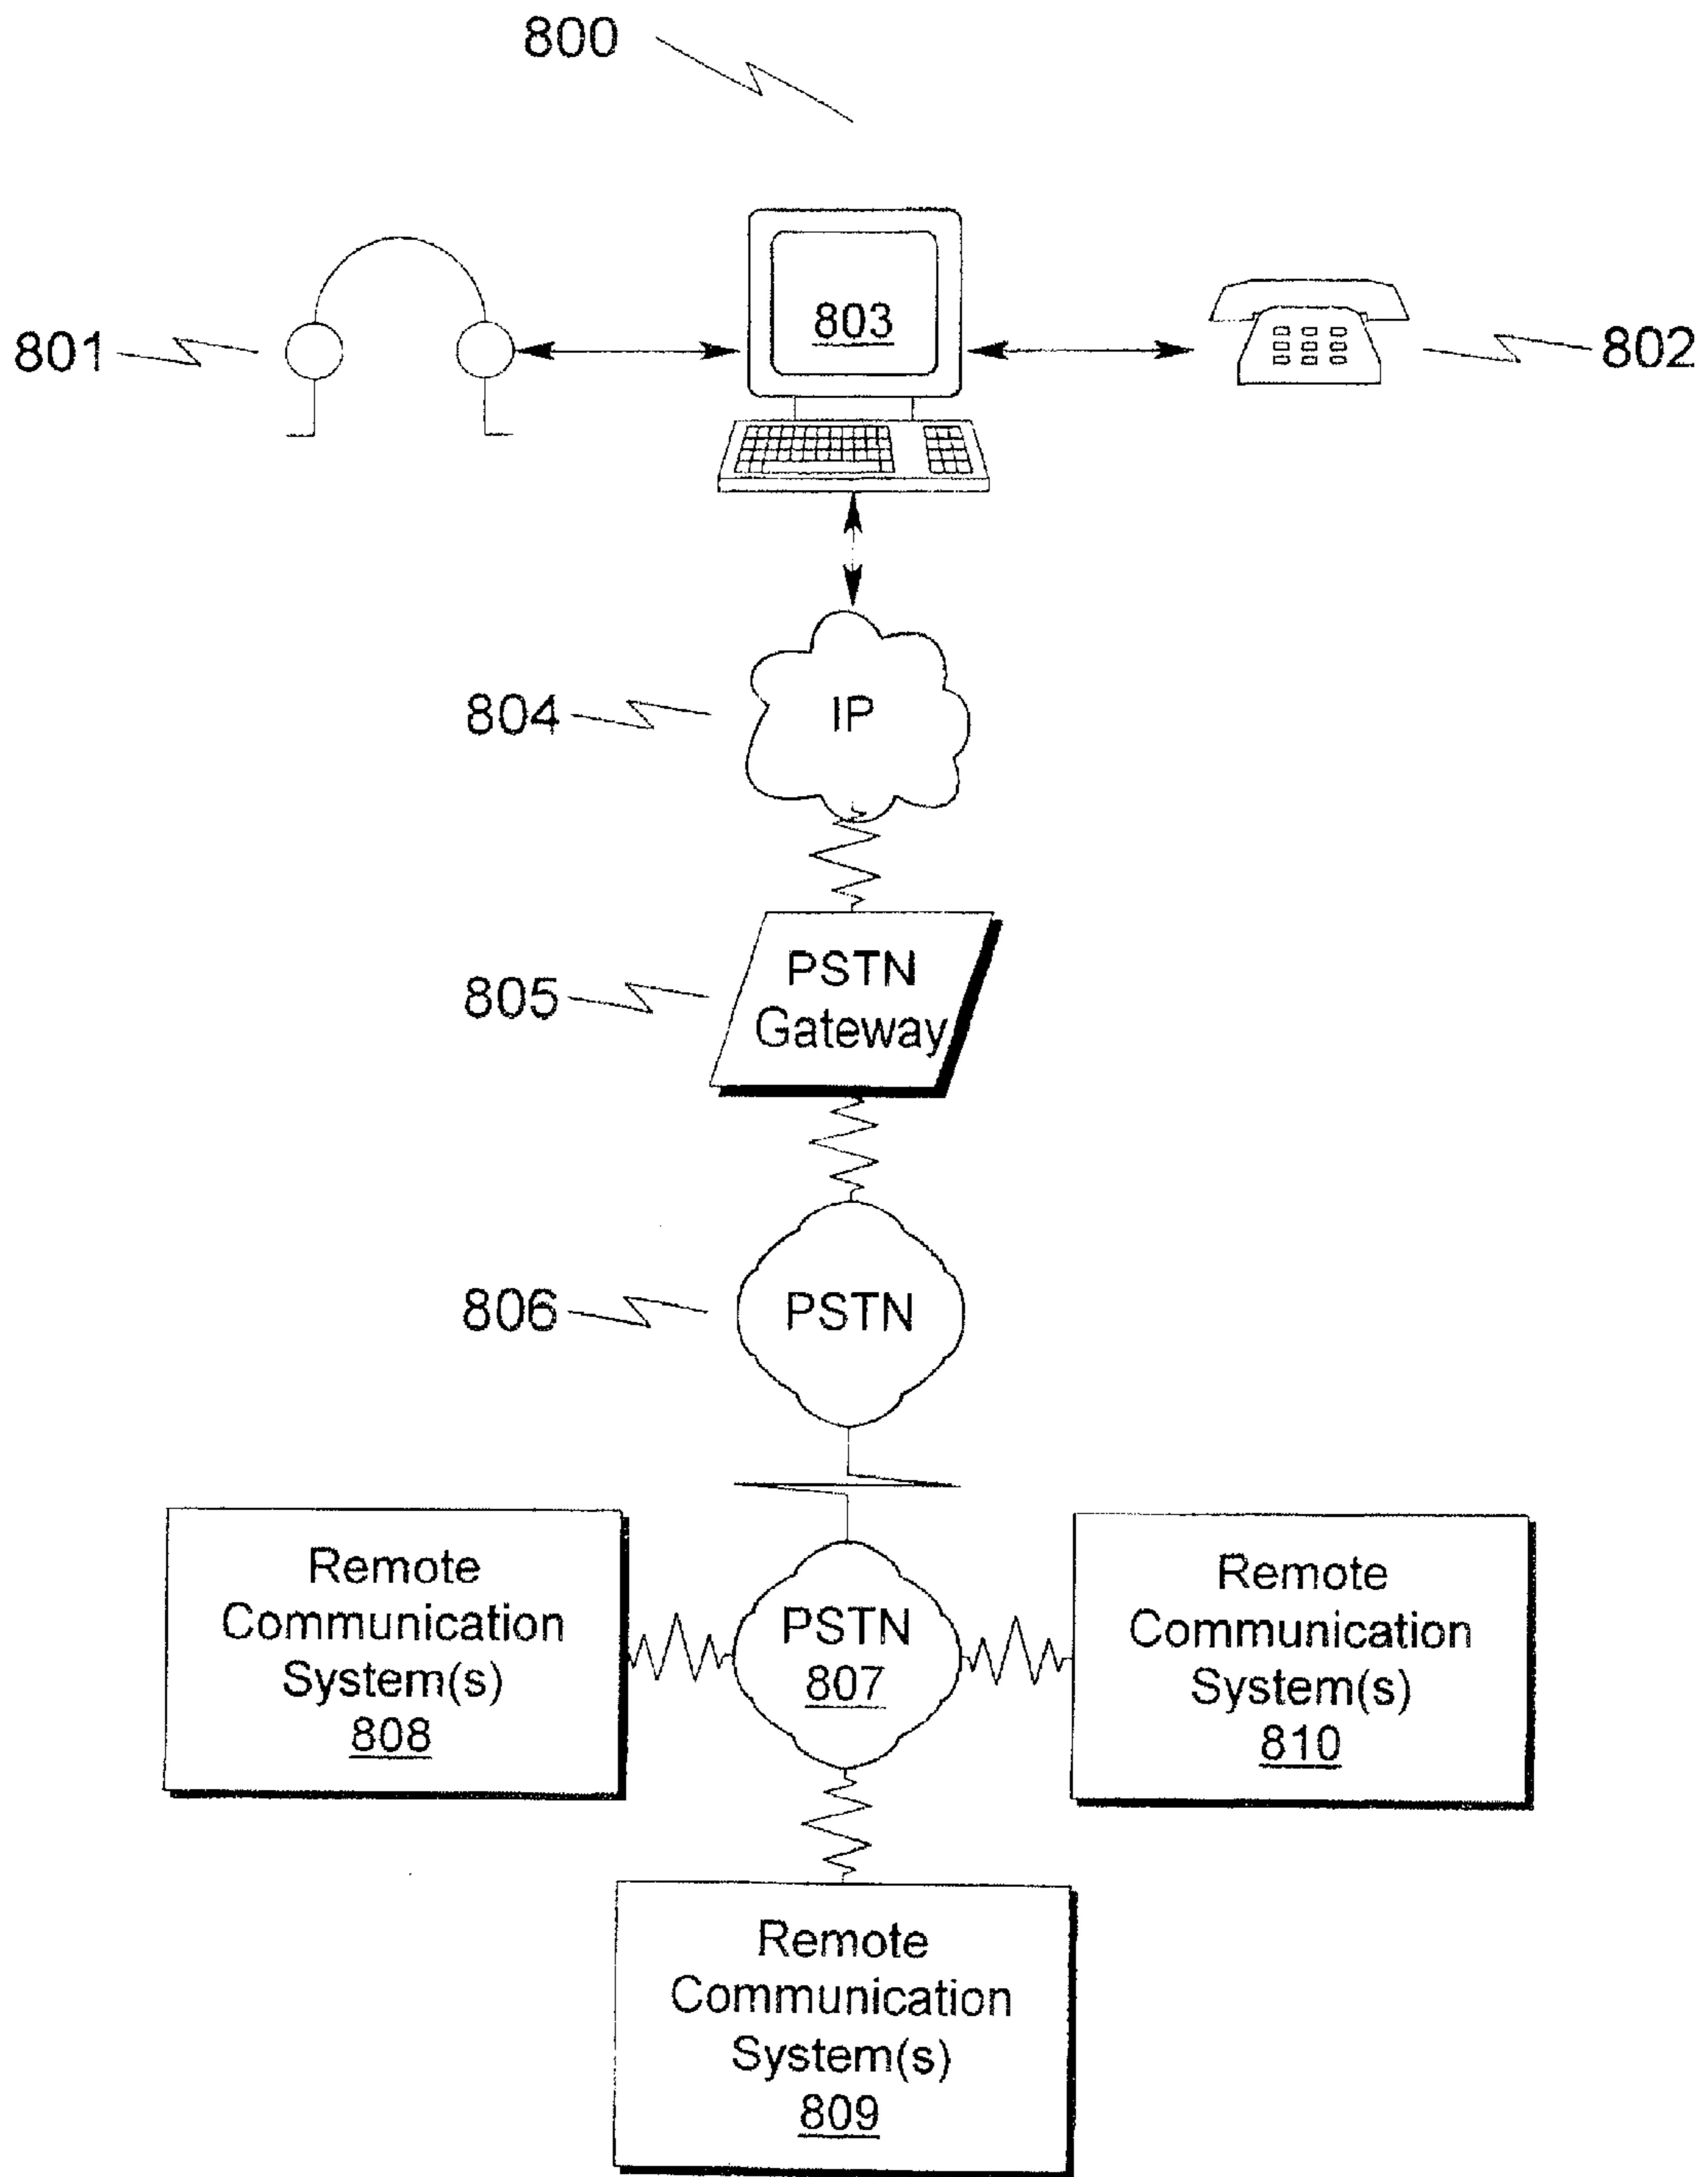 800
801
803
802
804
IP
805
PSTN
Gateway
806
PSTN
Remote
Communication
System(s)
808
PSTN
807
Remote
Communication
System(s)
810
Remote
Communication
System(s)
809